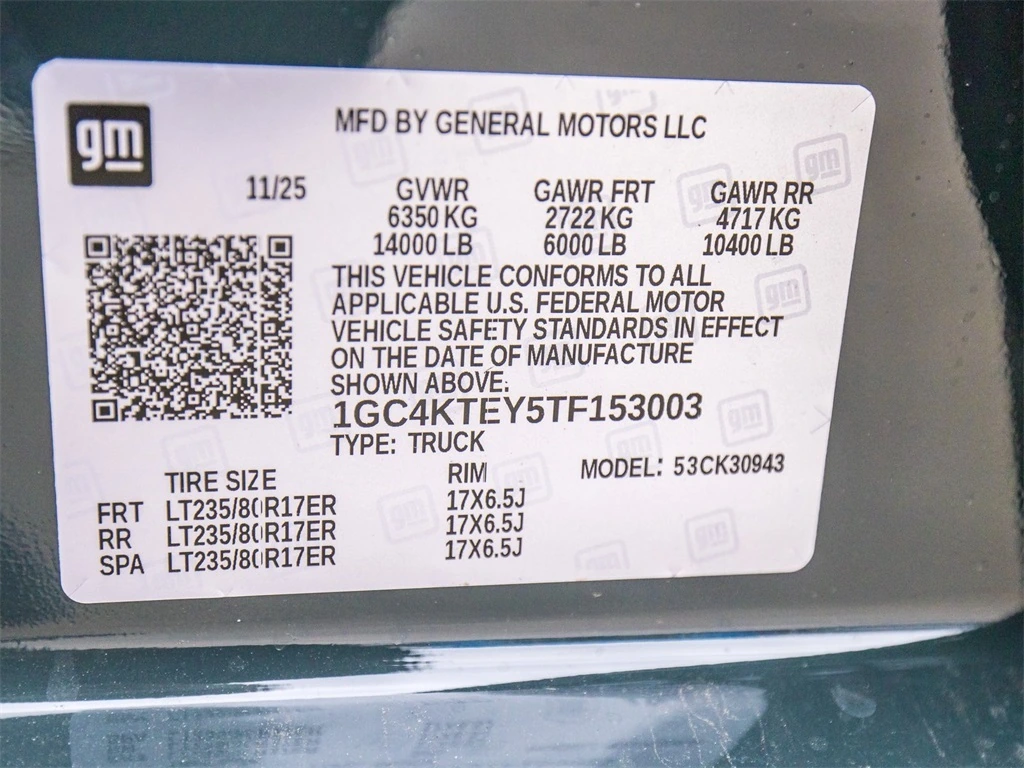 gm
MFD BY GENERAL MOTORS LLC
11/25 GVWR GAWR FRT GAWR RR
6350 KG 2722 KG 4717 KG
14000 LB 6000 LB 10400 LB
THIS VEHICLE CONFORMS TO ALL
APPLICABLE U.S. FEDERAL MOTOR
VEHICLE SAFETY STANDARDS IN EFFECT
ON THE DATE OF MANUFACTURE
SHOWN ABOVE.
1GC4KTEY5TF153003
TYPE: TRUCK
MODEL: 53CK30943
TIRE SIZE RIM
FRT LT235/80R17ER 17X6.5J
RR LT235/80R17ER 17X6.5J
SPA LT235/80R17ER 17X6.5J